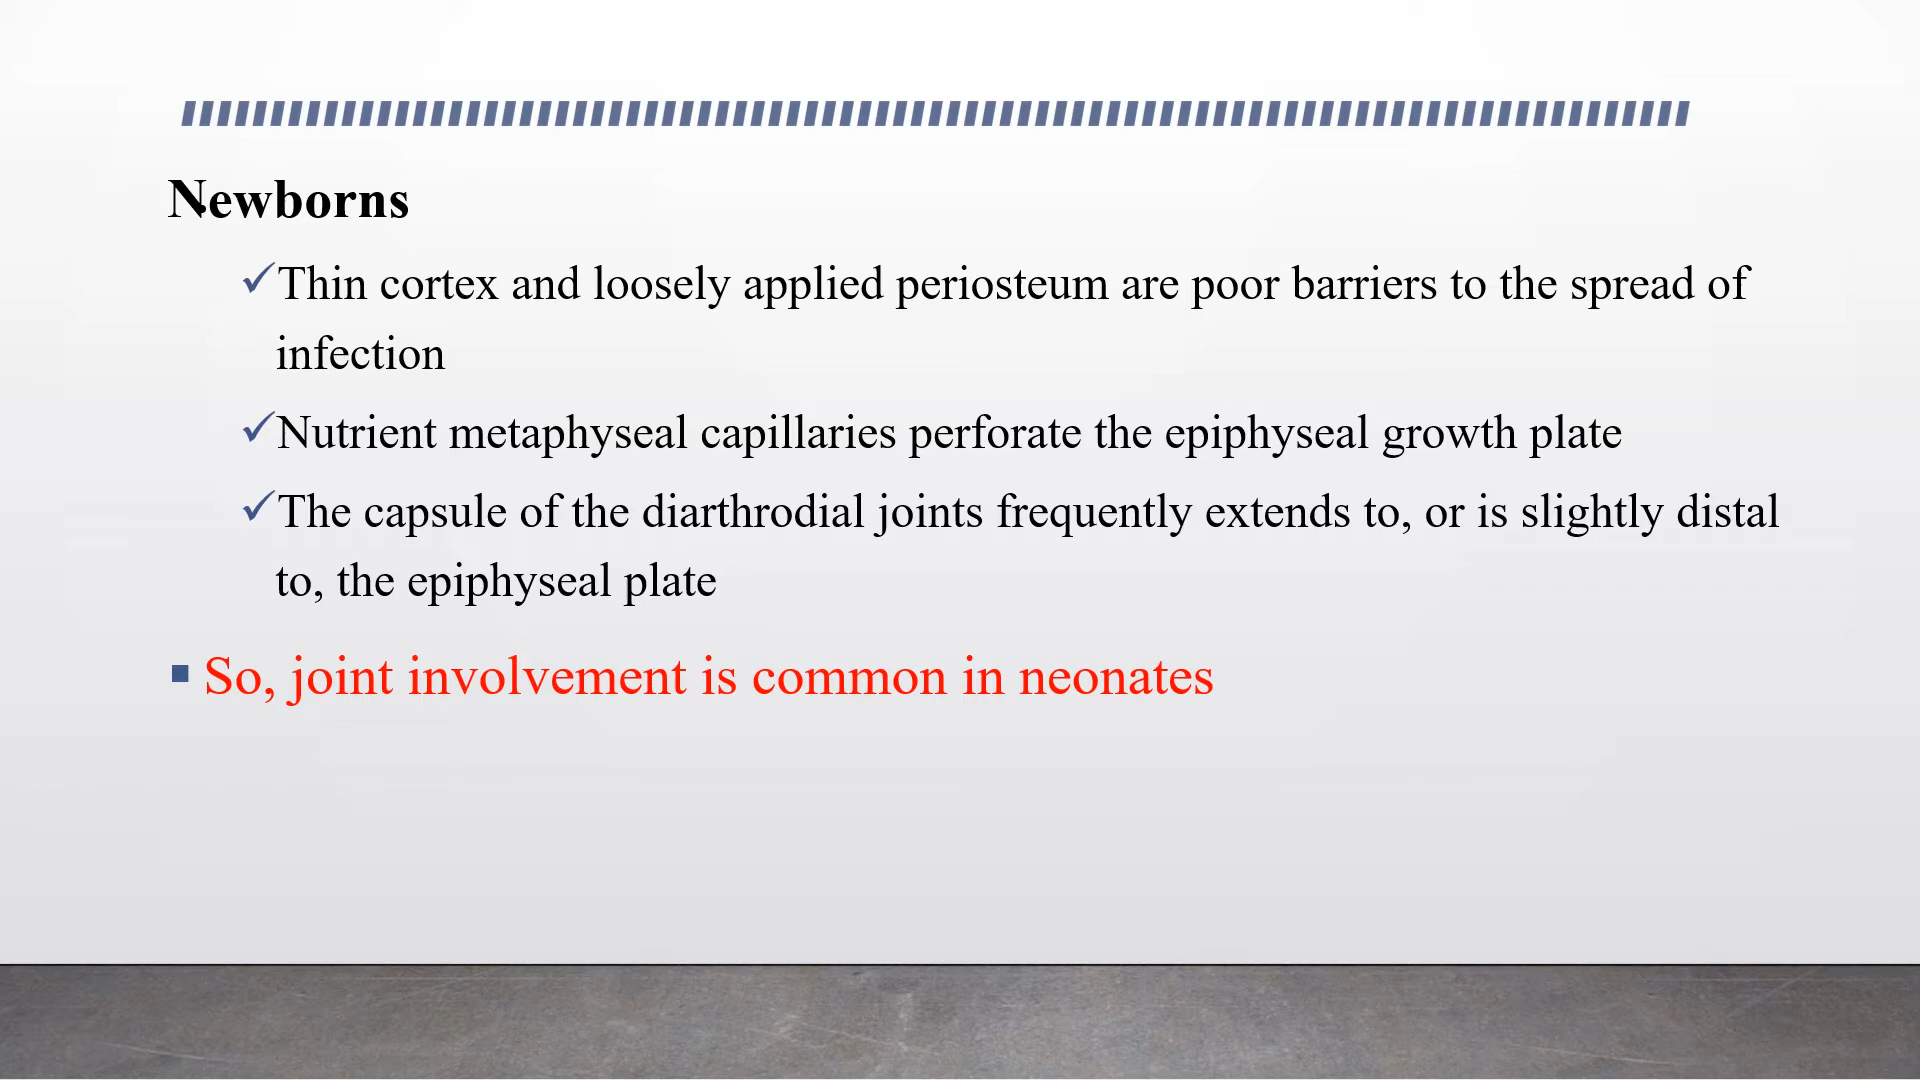 Newborns
✓Thin cortex and loosely applied periosteum are poor barriers to the spread of
infection
✓Nutrient metaphyseal capillaries perforate the epiphyseal growth plate
✓The capsule of the diarthrodial joints frequently extends to, or is slightly distal
to, the epiphyseal plate
▪ So, joint involvement is common in neonates